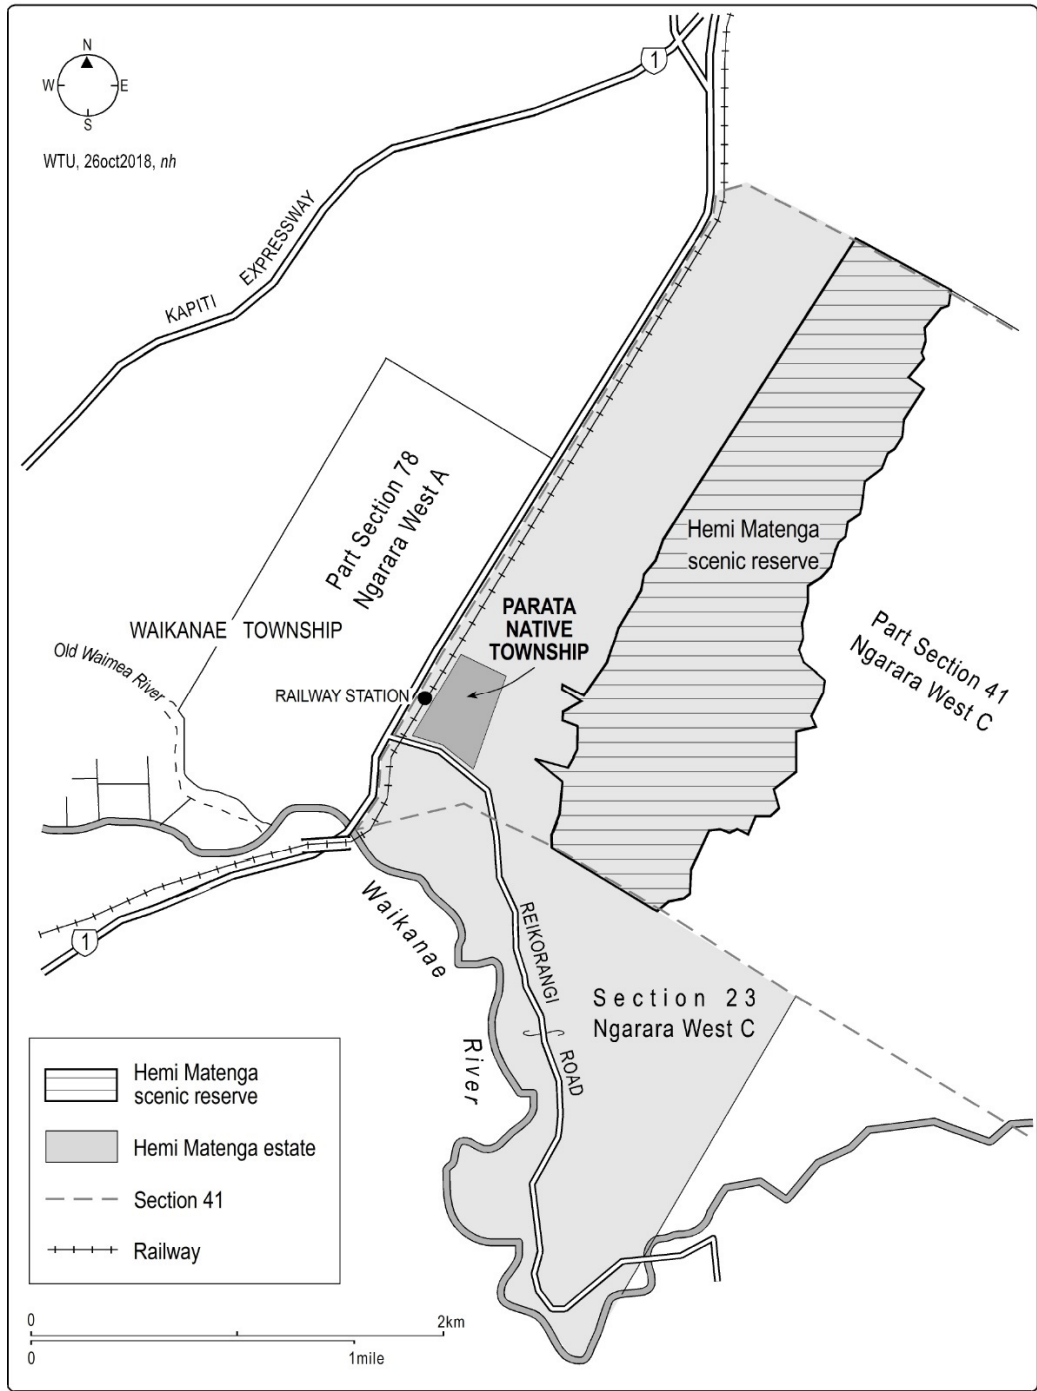 N
W
E
S
WTU, 26oct2018, nh
1
KAPITI
EXPRESSWAY
Part Section 78
Ngarara West A
Hemi Matenga
scenic reserve
PARATA
NATIVE
TOWNSHIP
WAIKANAE TOWNSHIP
Old Waimea River
RAILWAY STATION
Part Section 41
Ngarara West C
Waikanae
River
REIKORANGI
ROAD
1
Section 23
Ngarara West C
Hemi Matenga
scenic reserve
Hemi Matenga estate
Section 41
Railway
0
2km
0
1mile